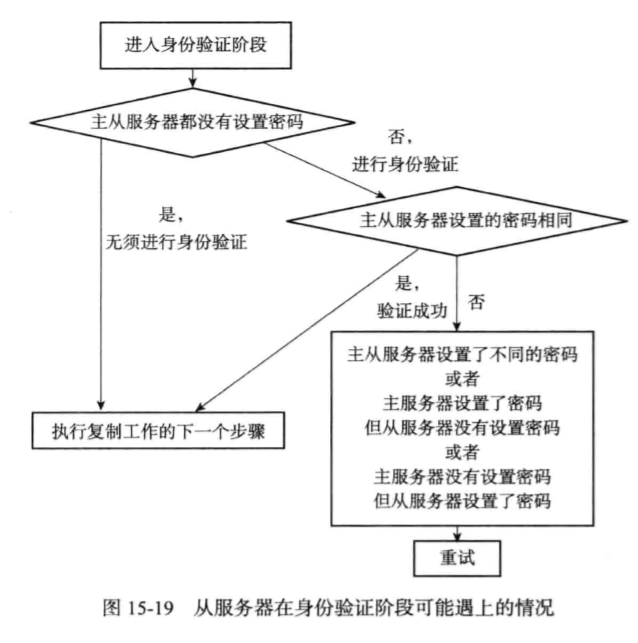 进入身份验证阶段
主从服务器都没有设置密码
否,
进行身份验证
是,
无须进行身份验证
主从服务器设置的密码相同
是,
验证成功
否
主从服务器设置了不同的密码
或者
主服务器设置了密码
但从服务器没有设置密码
或者
主服务器没有设置密码
但从服务器设置了密码
执行复制工作的下一个步骤
重试
图 15-19 从服务器在身份验证阶段可能遇上的情况